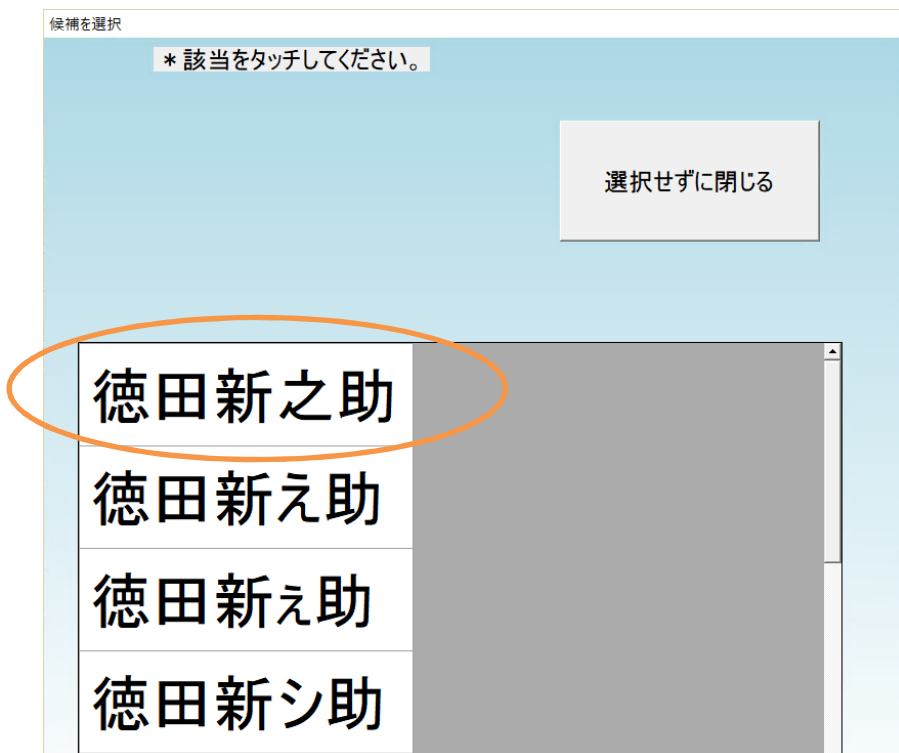 候補を選択
＊該当をタッチしてください。
選択せずに閉じる
徳田新之助
徳田新え助
徳田新ぇ助
徳田新シ助